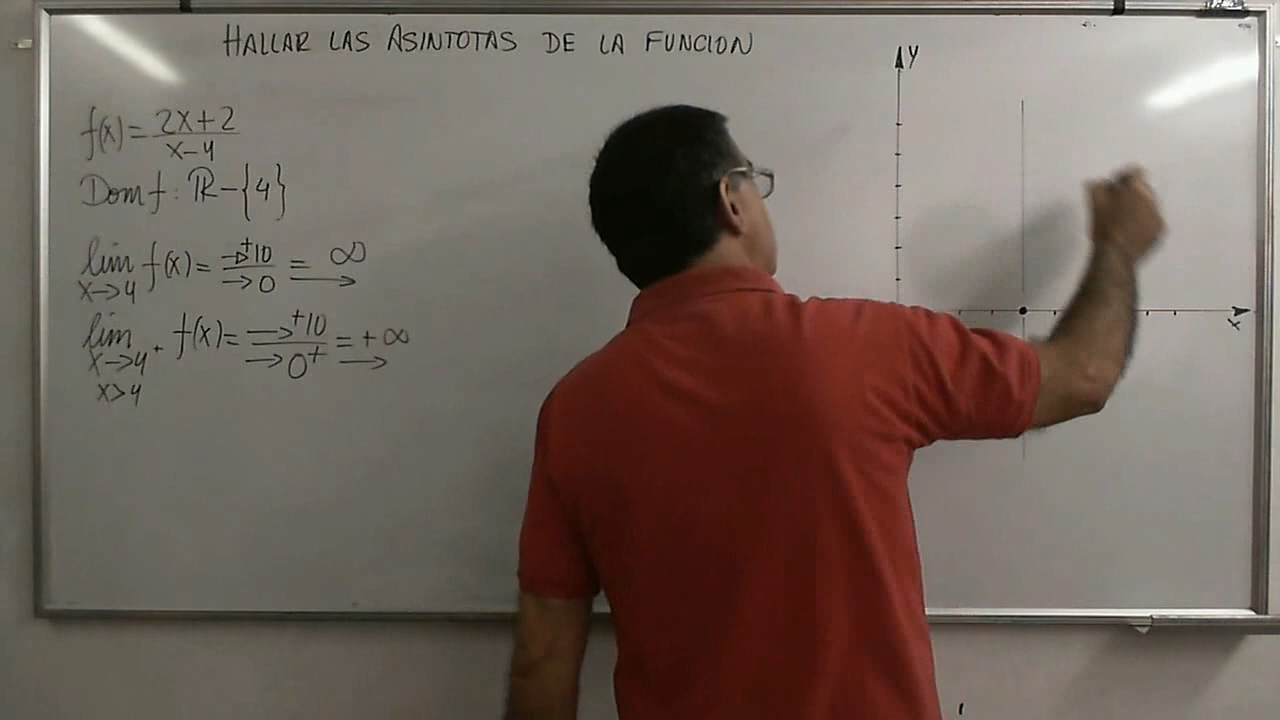 HALLAR LAS ASINTOTAS DE LA FUNCION
f(x) = (2X+2)/(x-4)
Dom f : ℝ - {4}
lim x→4 f(x) = (→+10)/(→0) = ∞ →
lim x→4⁺ f(x) = (→+10)/(→0⁺) = +∞ →
x>4
y
x